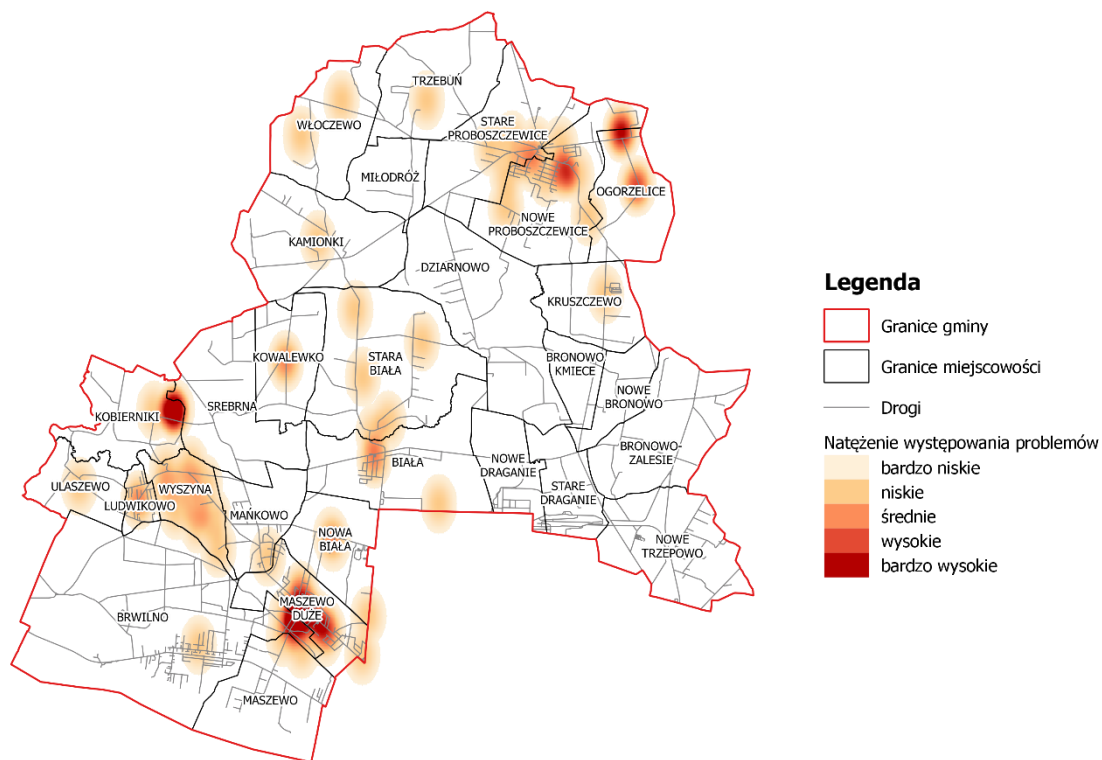 TRZEBUŃ
WŁOCZEWO
STARE
PROBOSZCZEWICE
MIŁODRÓŻ
OGORZELICE
NOWE
PROBOSZCZEWICE
KAMIONKI
DZIARNOWO
KRUSZCZEWO
KOWALEWKO
STARA
BIAŁA
BRONOWO
KMIECE
NOWE
BRONOWO
SREBRNA
KOBIERNIKI
BRONOWO-
ZALESIE
BIAŁA
NOWE
DRAGANIE
STARE
DRAGANIE
ULASZEWO
WYSZYNA
LUDWIKOWO
MAŃKOWO
NOWA
BIAŁA
NOWE
TRZEPOWO
MASZEWO
DUŻE
BRWILNO
MASZEWO
Legenda
Granice gminy
Granice miejscowości
Drogi
Natężenie występowania problemów
bardzo niskie
niskie
średnie
wysokie
bardzo wysokie